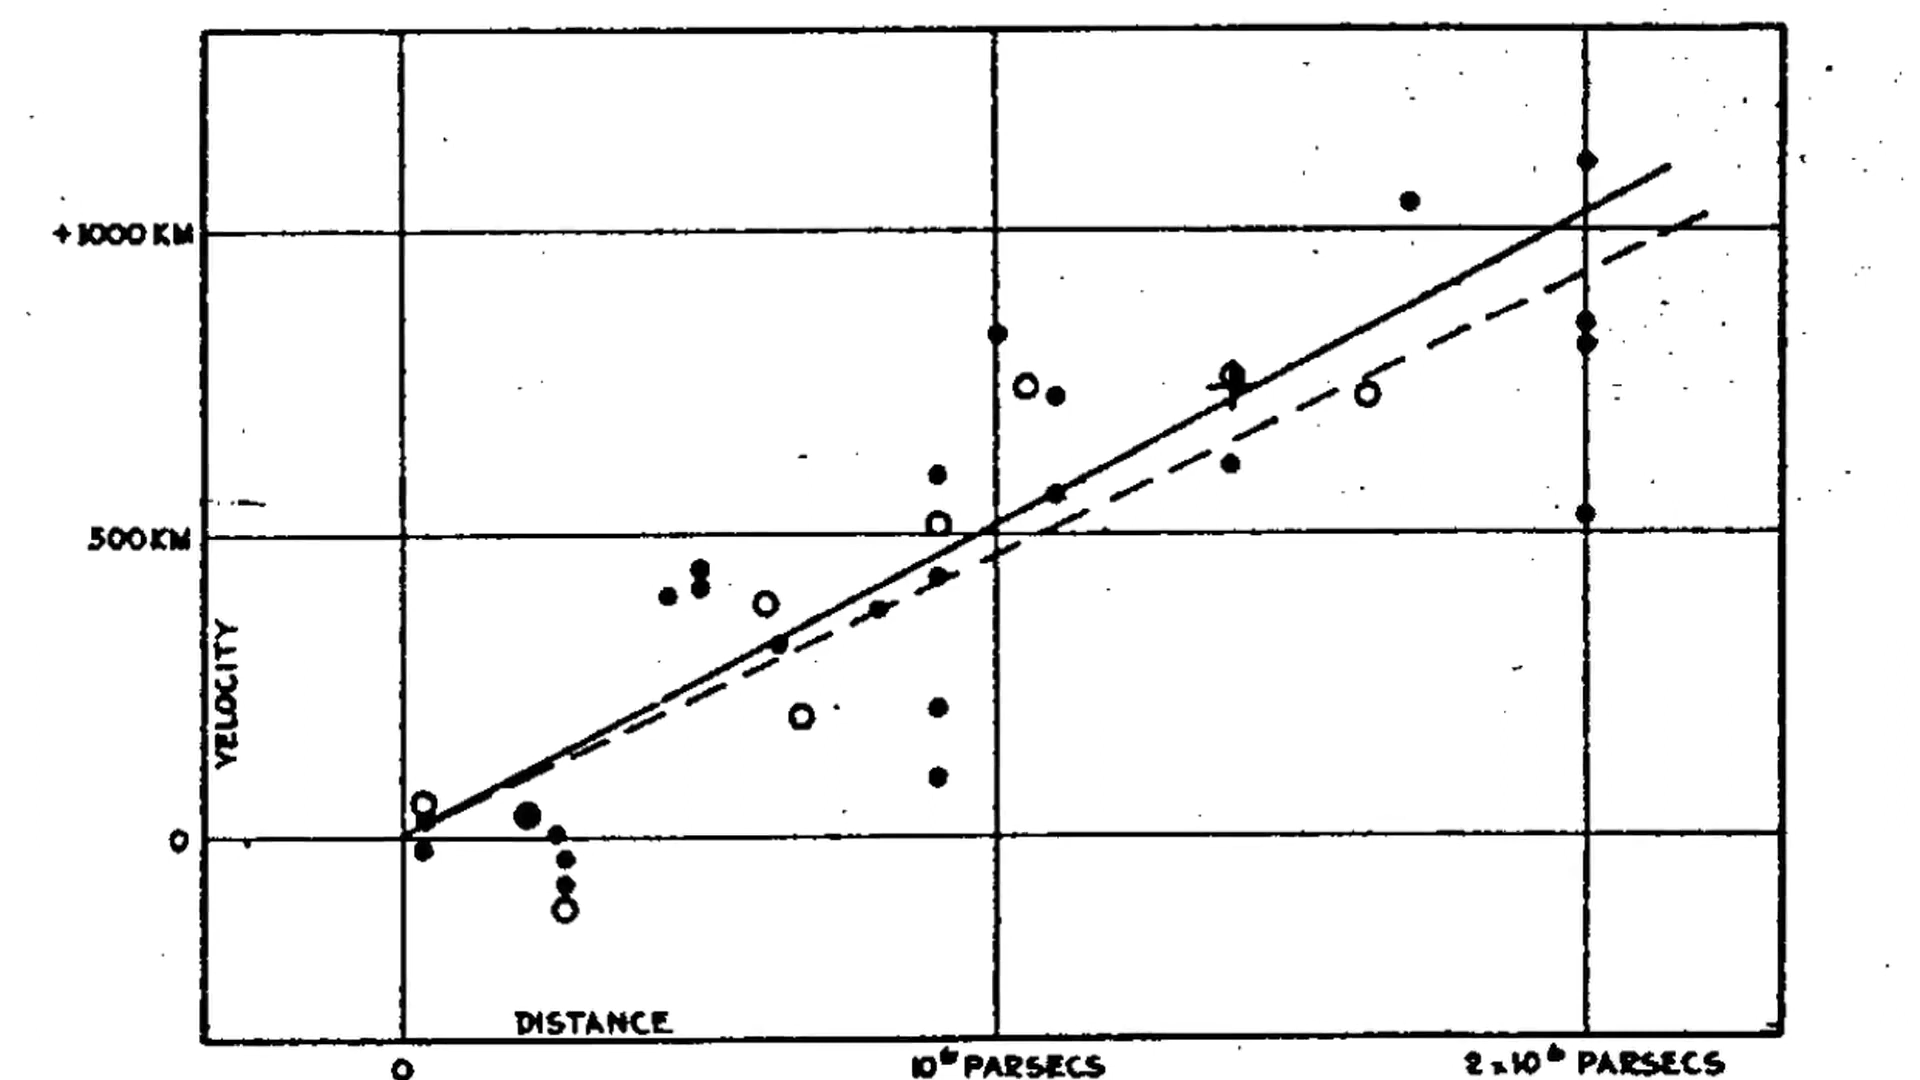 +1000 KM
500 KM
VELOCITY
0
DISTANCE
0
10⁶ PARSECS
2 x 10⁶ PARSECS